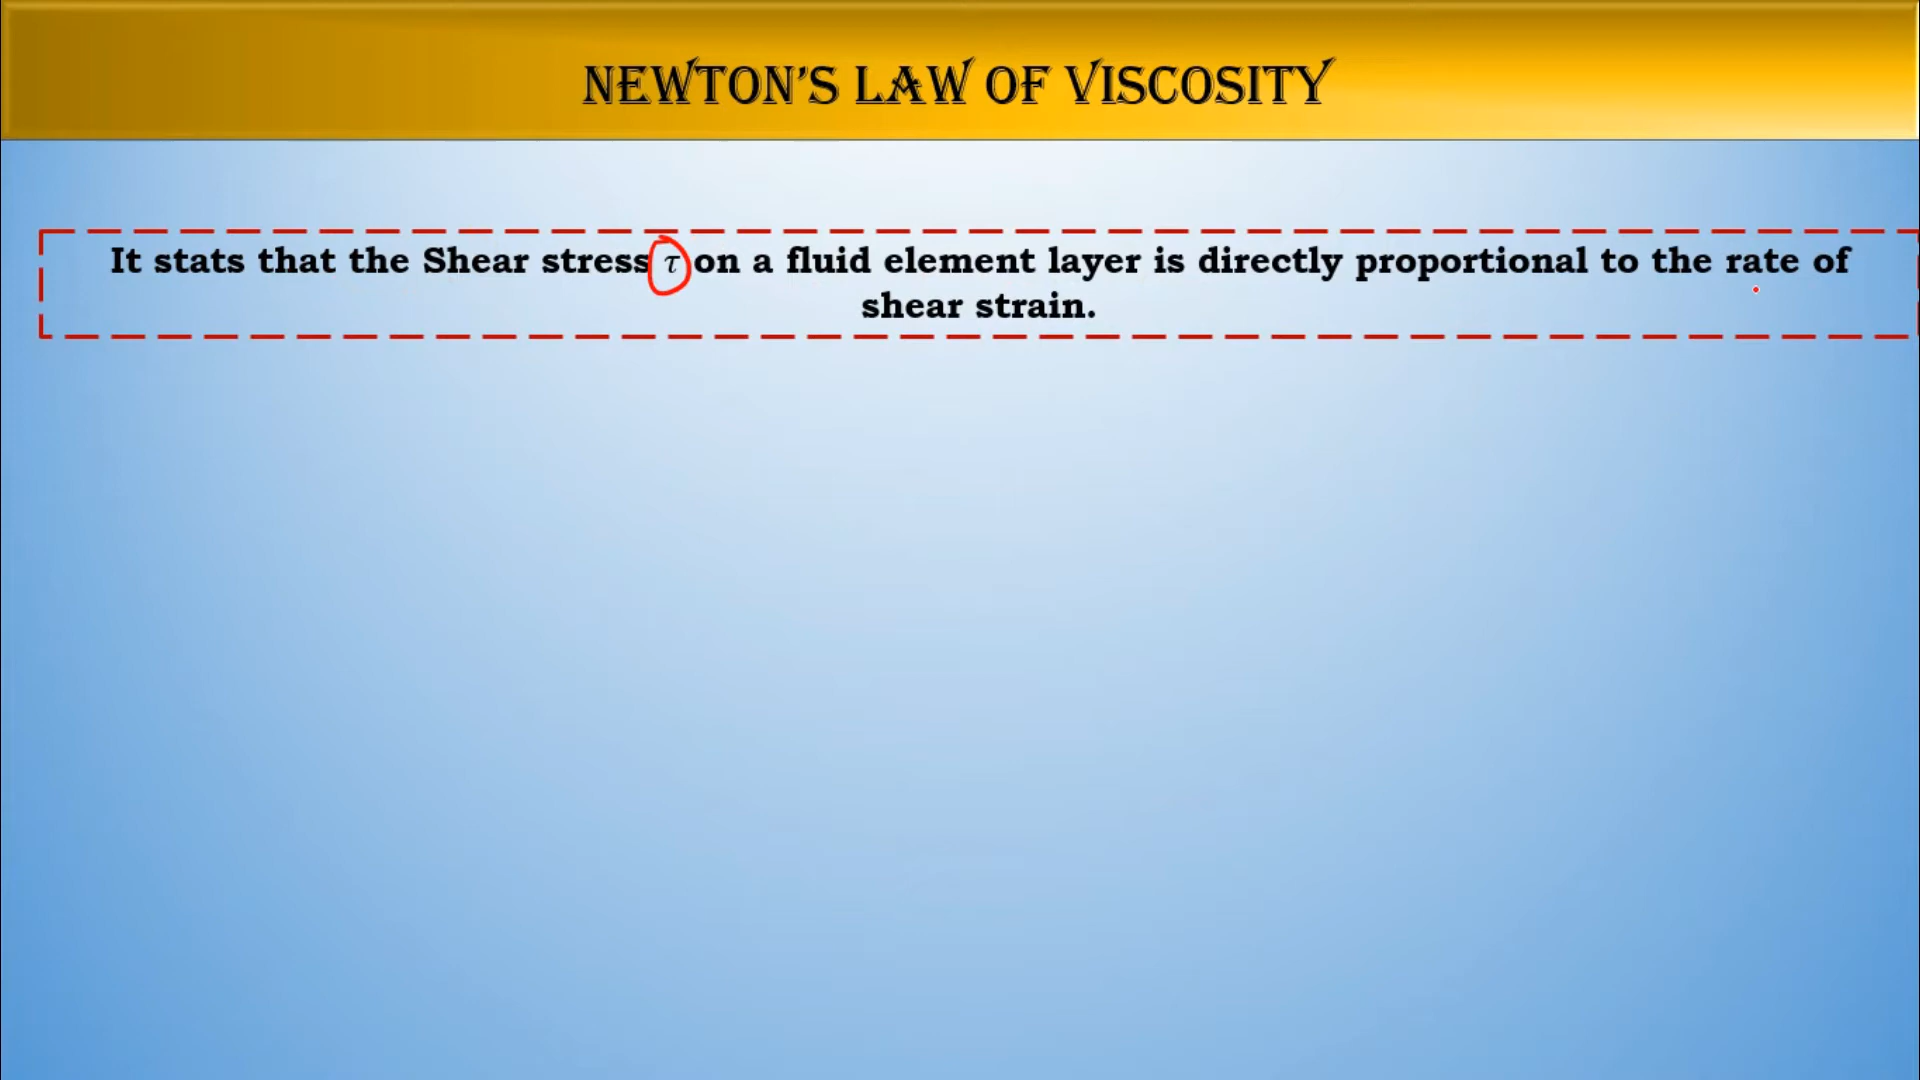 NEWTON'S LAW OF VISCOSITY
It stats that the Shear stress τ on a fluid element layer is directly proportional to the rate of
shear strain.